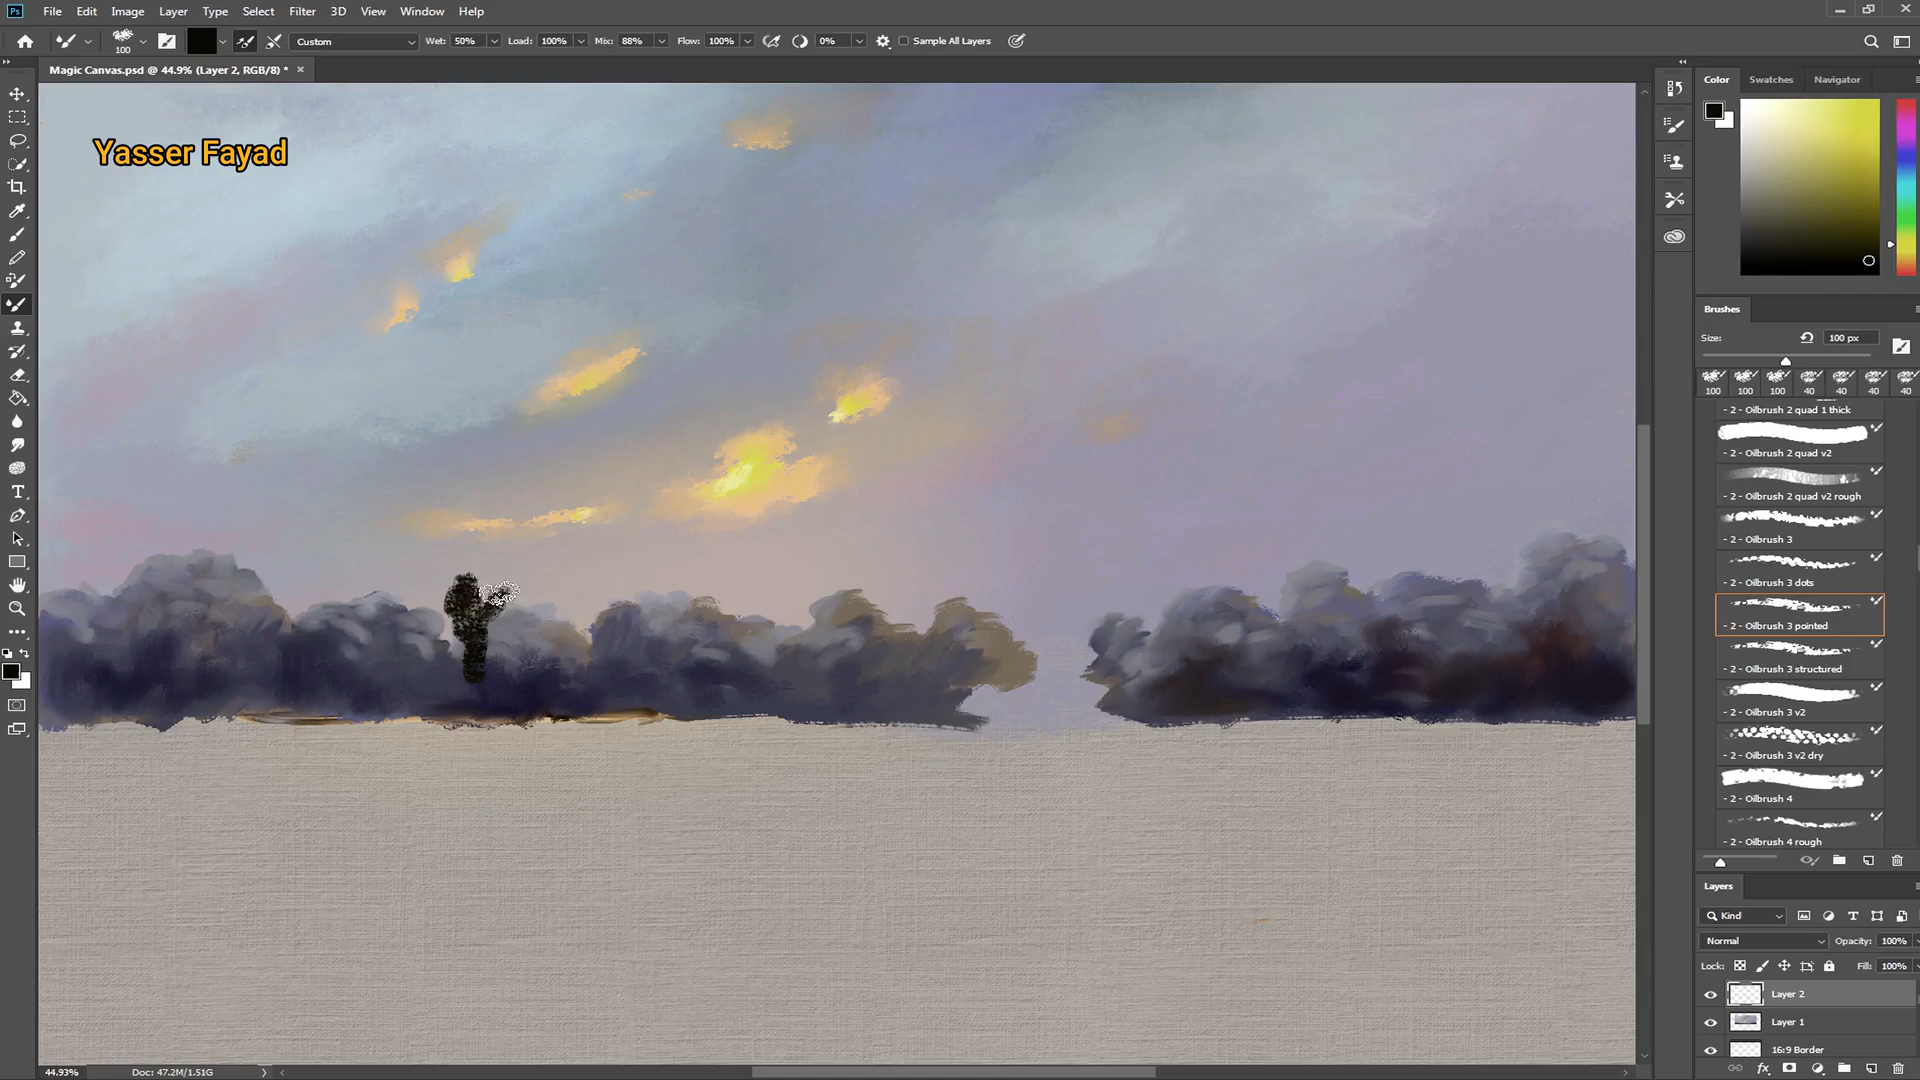 Ps File Edit Image Layer Type Select Filter 3D View Window Help
100 Custom Wet: 50% Load: 100% Mix: 88% Flow: 100% 0% Sample All Layers
Magic Canvas.psd @ 44.9% (Layer 2, RGB/8) *
Yasser Fayad
Color Swatches Navigator
Brushes
Size: 100 px
100 100 100 40 40 40 40
- 2 - Oilbrush 2 quad 1 thick
- 2 - Oilbrush 2 quad v2
- 2 - Oilbrush 2 quad v2 rough
- 2 - Oilbrush 3
- 2 - Oilbrush 3 dots
- 2 - Oilbrush 3 pointed
- 2 - Oilbrush 3 structured
- 2 - Oilbrush 3 v2
- 2 - Oilbrush 3 v2 dry
- 2 - Oilbrush 4
- 2 - Oilbrush 4 rough
Layers
Kind
Normal Opacity: 100%
Lock: Fill: 100%
Layer 2
Layer 1
16:9 Border
44.93% Doc: 47.2M/1.51G